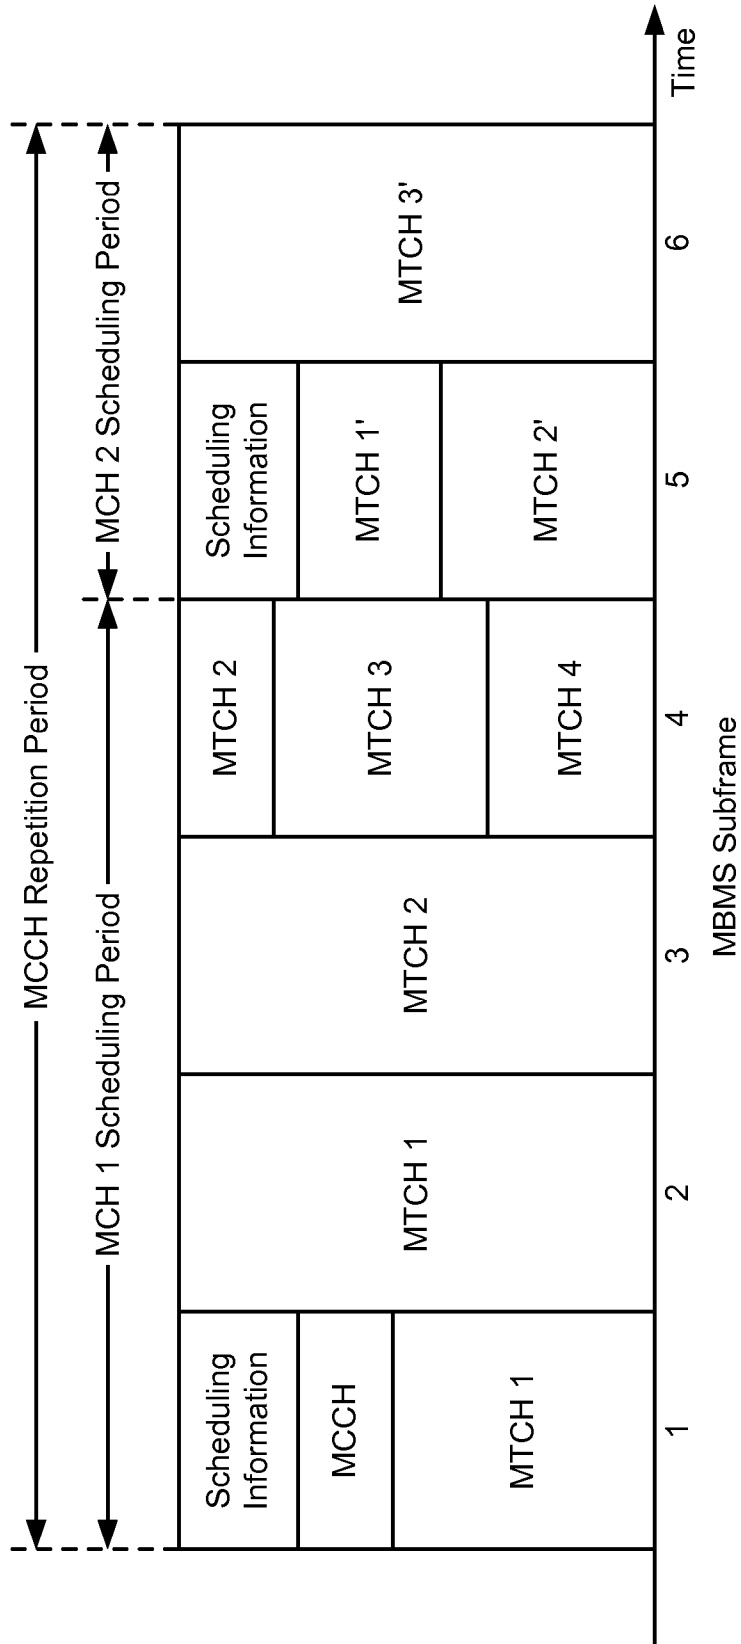 MCCH Repetition Period
MCH 1 Scheduling Period
MCH 2 Scheduling Period
Scheduling
Information
MCCH
MTCH 1
MTCH 1
MTCH 2
MTCH 2
MTCH 3
MTCH 4
Scheduling
Information
MTCH 1'
MTCH 2'
MTCH 3'
1
2
3
4
5
6
Time
MBMS Subframe